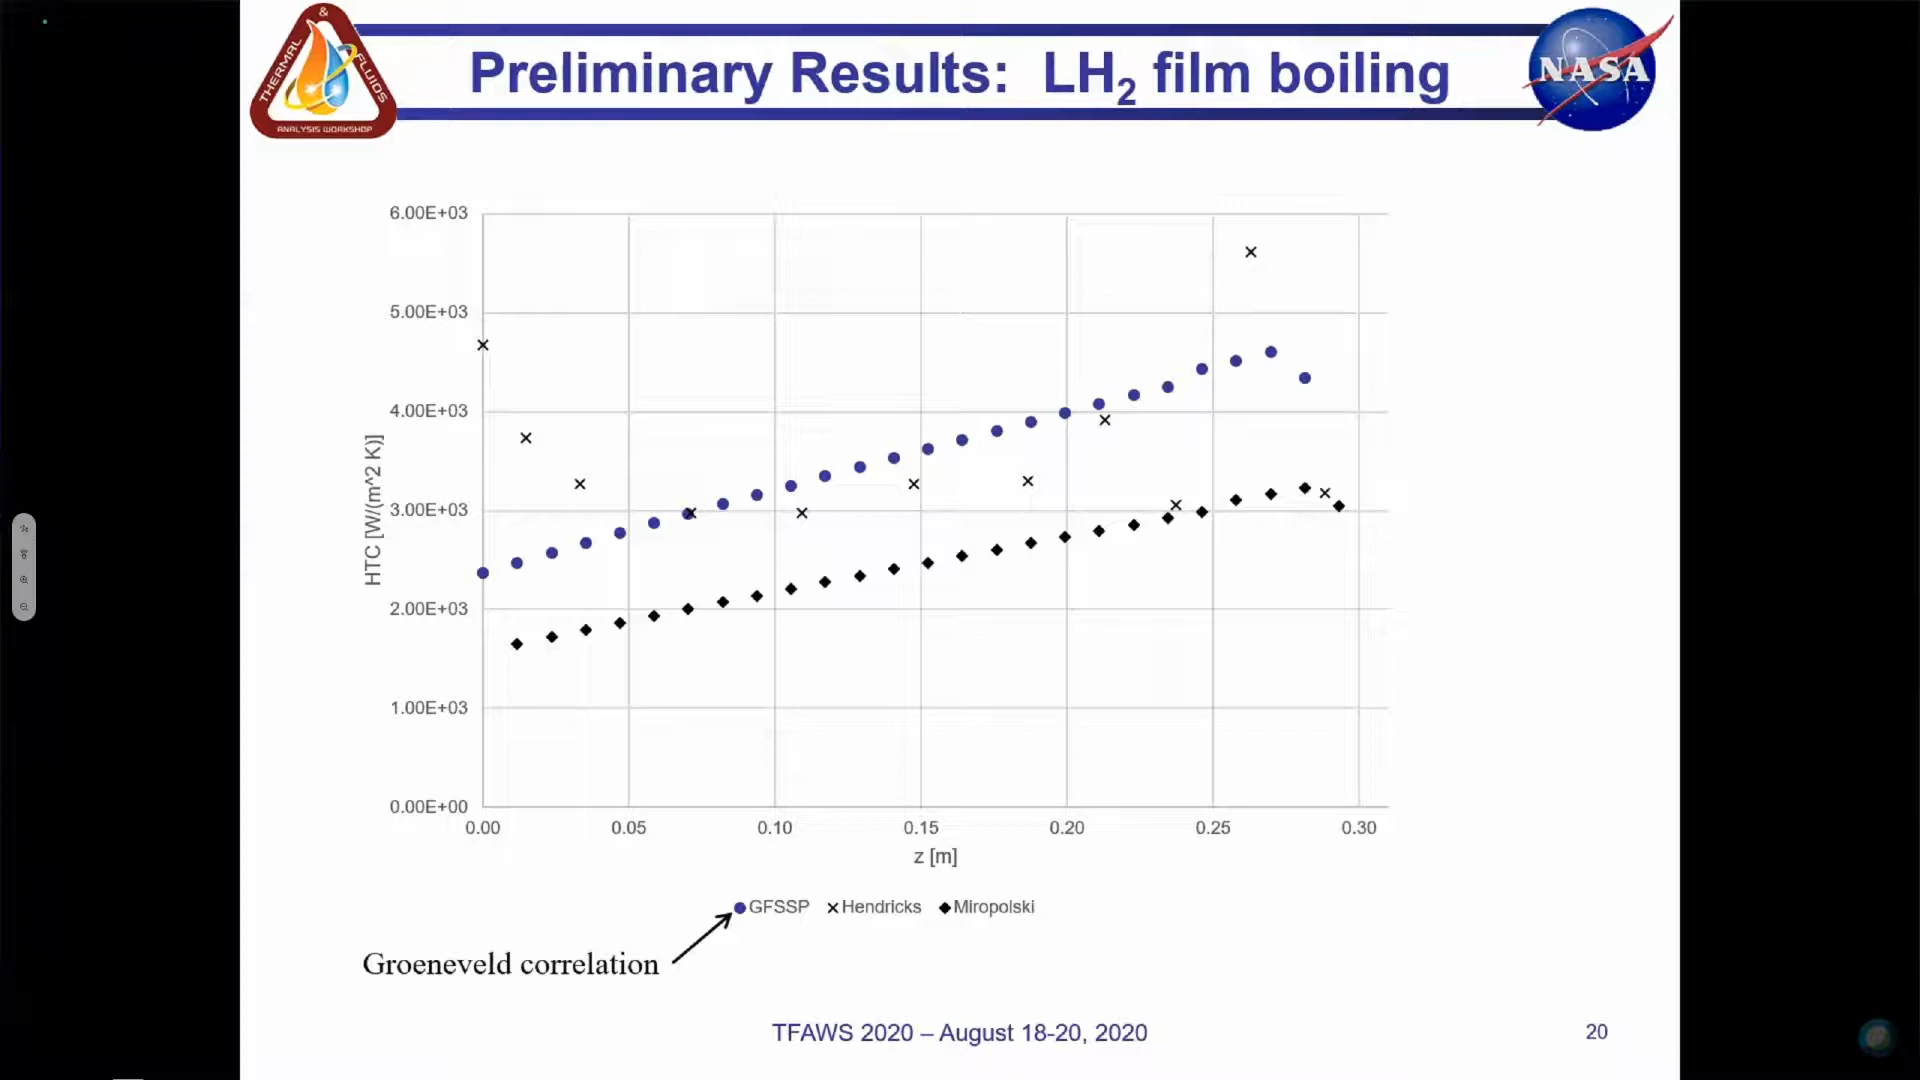 &
THERMAL
FLUIDS
ANALYSIS WORKSHOP
Preliminary Results: LH2 film boiling
NASA
6.00E+03
5.00E+03
4.00E+03
3.00E+03
2.00E+03
1.00E+03
0.00E+00
HTC [W/(m^2 K)]
0.00 0.05 0.10 0.15 0.20 0.25 0.30
z [m]
GFSSP Hendricks Miropolski
Groeneveld correlation
TFAWS 2020 – August 18-20, 2020
20